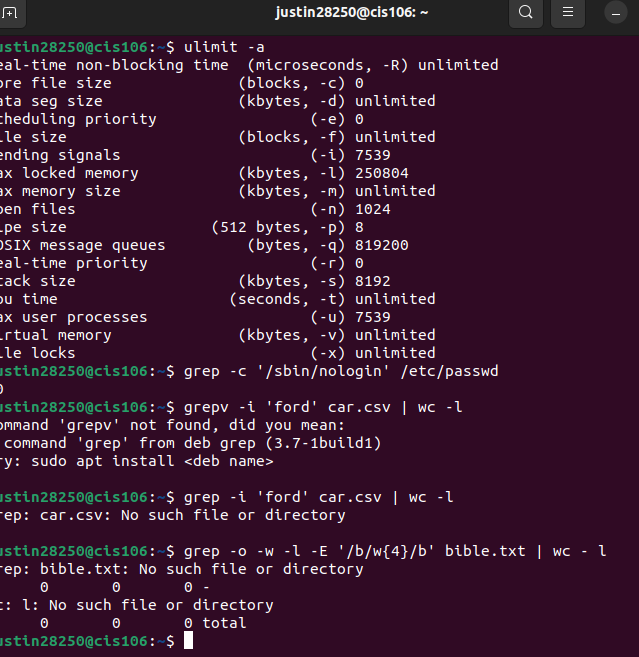 justin28250@cis106: ~
ustin28250@cis106:~$ ulimit -a
eal-time non-blocking time  (microseconds, -R) unlimited
ore file size              (blocks, -c) 0
ata seg size               (kbytes, -d) unlimited
cheduling priority                 (-e) 0
ile size                   (blocks, -f) unlimited
ending signals                     (-i) 7539
ax locked memory           (kbytes, -l) 250804
ax memory size             (kbytes, -m) unlimited
pen files                          (-n) 1024
ipe size                (512 bytes, -p) 8
OSIX message queues         (bytes, -q) 819200
eal-time priority                  (-r) 0
tack size                  (kbytes, -s) 8192
pu time                   (seconds, -t) unlimited
ax user processes                  (-u) 7539
irtual memory              (kbytes, -v) unlimited
ile locks                          (-x) unlimited
ustin28250@cis106:~$ grep -c '/sbin/nologin' /etc/passwd
0
ustin28250@cis106:~$ grepv -i 'ford' car.csv | wc -l
ommand 'grepv' not found, did you mean:
command 'grep' from deb grep (3.7-1build1)
ry: sudo apt install <deb name>
ustin28250@cis106:~$ grep -i 'ford' car.csv | wc -l
rep: car.csv: No such file or directory
ustin28250@cis106:~$ grep -o -w -l -E '/b/w{4}/b' bible.txt | wc - l
rep: bible.txt: No such file or directory
0       0       0 -
c: l: No such file or directory
0       0       0 total
ustin28250@cis106:~$